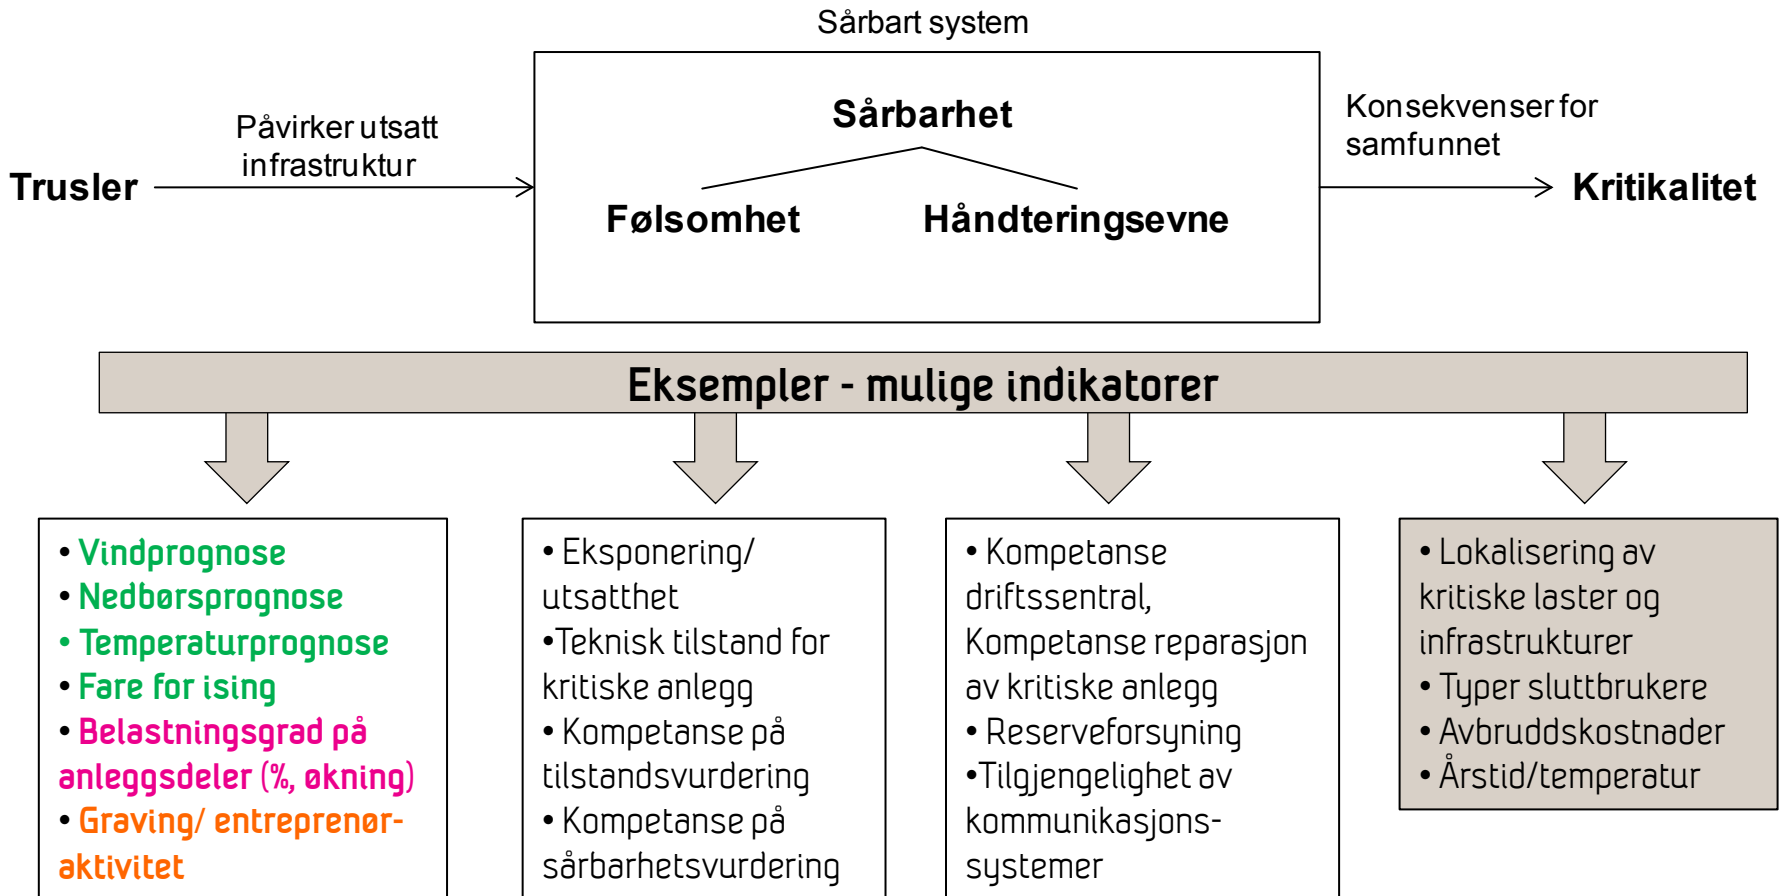 Sårbart system
Påvirker utsatt
infrastruktur
Trusler
Sårbarhet
Følsomhet
Håndteringsevne
Konsekvenser for
samfunnet
Kritikalitet
Eksempler - mulige indikatorer
• Vindprognose
• Nedbørsprognose
• Temperaturprognose
• Fare for ising
• Belastningsgrad på
anleggsdeler (%, økning)
• Graving/ entreprenør-
aktivitet
• Eksponering/
utsatthet
•Teknisk tilstand for
kritiske anlegg
• Kompetanse på
tilstandsvurdering
• Kompetanse på
sårbarhetsvurdering
• Kompetanse
driftssentral,
Kompetanse reparasjon
av kritiske anlegg
• Reserveforsyning
•Tilgjengelighet av
kommunikasjons-
systemer
• Lokalisering av
kritiske laster og
infrastrukturer
• Typer sluttbrukere
• Avbruddskostnader
• Årstid/temperatur